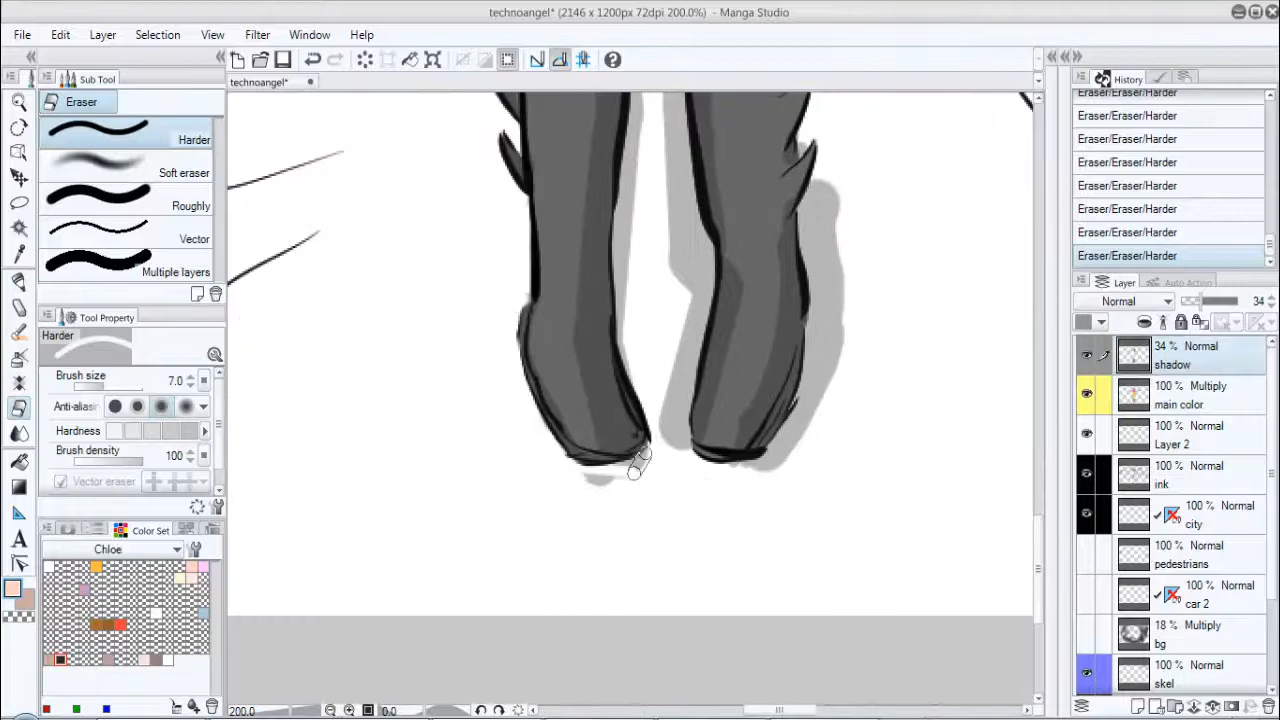 technoangel* (2146 x 1200px 72dpi 200.0%) - Manga Studio
File Edit Layer Selection View Filter Window Help
Sub Tool
technoangel*
History
Eraser
Harder
Soft eraser
Roughly
Vector
Multiple layers
Tool Property
Harder
Brush size 7.0
Anti-aliasin
Hardness
Brush density 100
Vector eraser
Color Set
Chloe
Eraser/Eraser/Harder
Eraser/Eraser/Harder
Eraser/Eraser/Harder
Eraser/Eraser/Harder
Eraser/Eraser/Harder
Eraser/Eraser/Harder
Eraser/Eraser/Harder
Eraser/Eraser/Harder
Layer Auto Action
Normal 34
34 % Normal
shadow
100 % Multiply
main color
100 % Normal
Layer 2
100 % Normal
ink
100 % Normal
city
100 % Normal
pedestrians
100 % Normal
car 2
18 % Multiply
bg
100 % Normal
skel
200.0 0.0